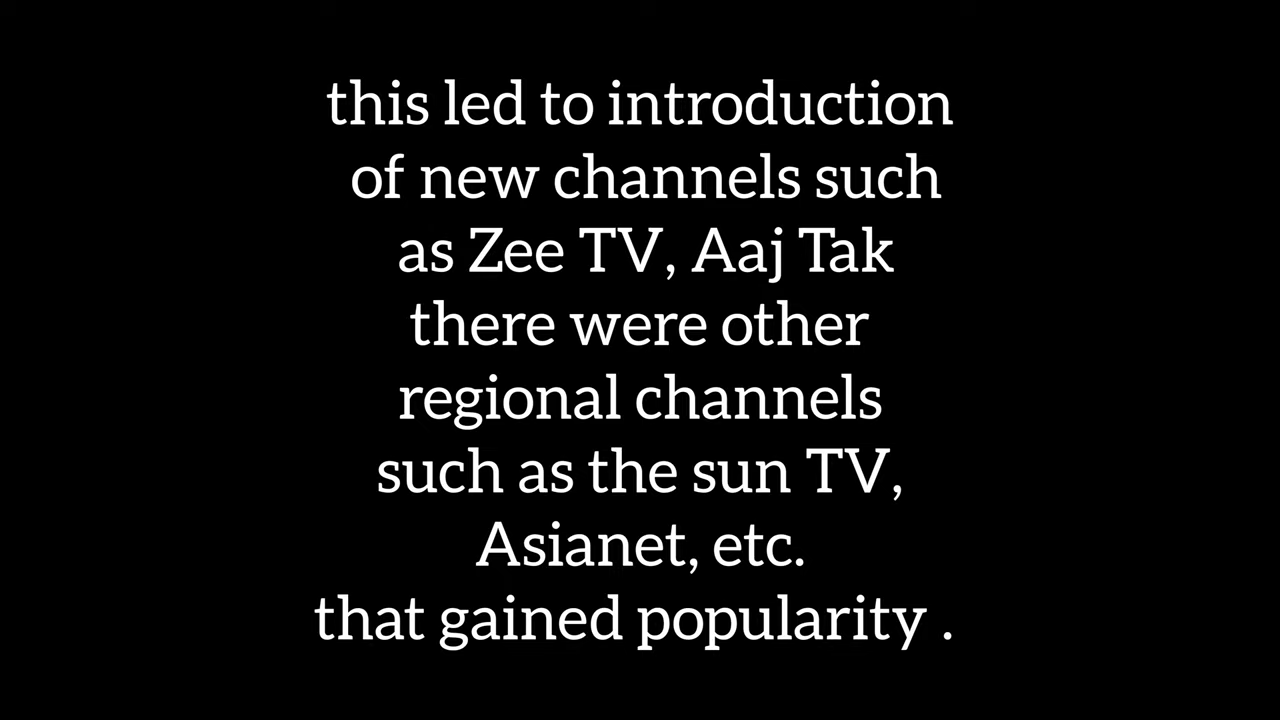 this led to introduction
of new channels such
as Zee TV, Aaj Tak
there were other
regional channels
such as the sun TV,
Asianet, etc.
that gained popularity .